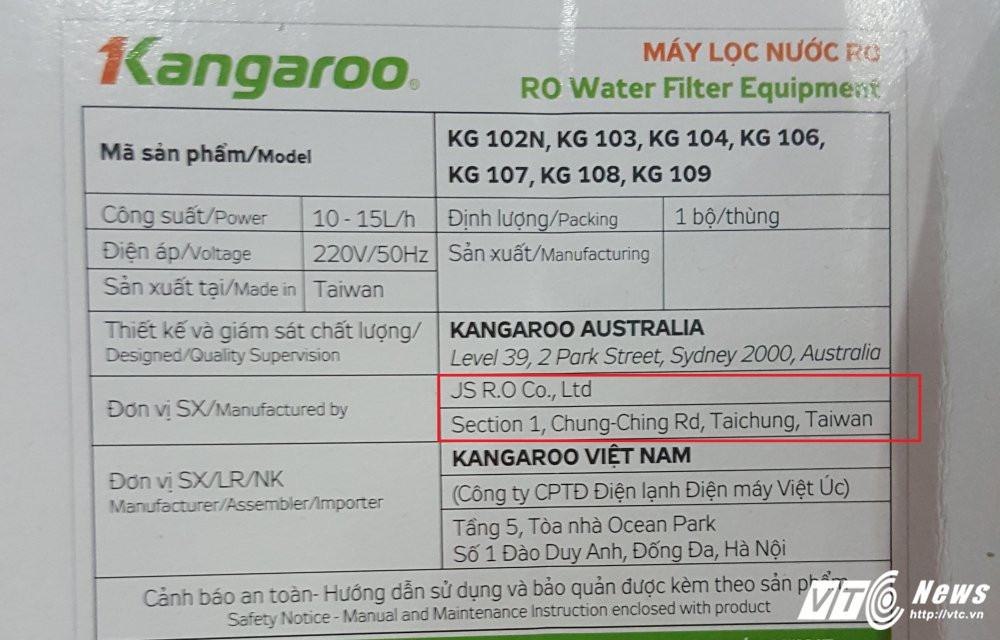 Kangaroo®
MÁY LỌC NƯỚC RO
RO Water Filter Equipment
Mã sản phẩm/Model
KG 102N, KG 103, KG 104, KG 106,
KG 107, KG 108, KG 109
Công suất/Power 10 - 15L/h Định lượng/Packing 1 bộ/thùng
Điện áp/Voltage 220V/50Hz Sản xuất/Manufacturing
Sản xuất tại/Made in Taiwan
Thiết kế và giám sát chất lượng/
Designed/Quality Supervision
KANGAROO AUSTRALIA
Level 39, 2 Park Street, Sydney 2000, Australia
Đơn vị SX/Manufactured by
JS R.O Co., Ltd
Section 1, Chung-Ching Rd, Taichung, Taiwan
Đơn vị SX/LR/NK
Manufacturer/Assembler/Importer
KANGAROO VIỆT NAM
(Công ty CPTĐ Điện lạnh Điện máy Việt Úc)
Tầng 5, Tòa nhà Ocean Park
Số 1 Đào Duy Anh, Đống Đa, Hà Nội
Cảnh báo an toàn- Hướng dẫn sử dụng và bảo quản được kèm theo sản phẩm
Safety Notice - Manual and Maintenance Instruction enclosed with product
VTC News
http://vtc.vn